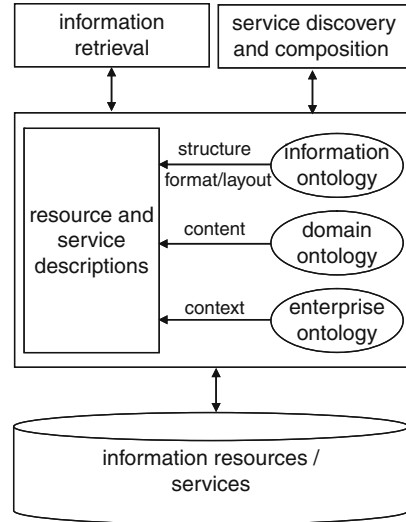 information
retrieval
service discovery
and composition
structure
format/layout
information
ontology
resource and
service
descriptions
content
domain
ontology
context
enterprise
ontology
information resources /
services